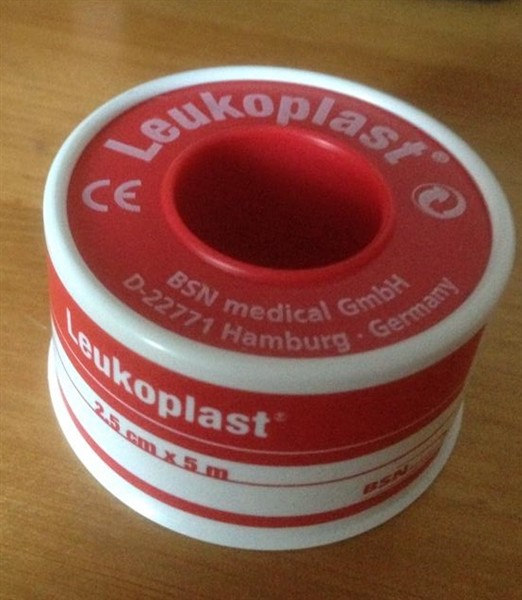 Leukoplast®
CE
BSN medical GmbH
D-22771 Hamburg · Germany
Leukoplast®
2,5 cm x 5 m
BSN